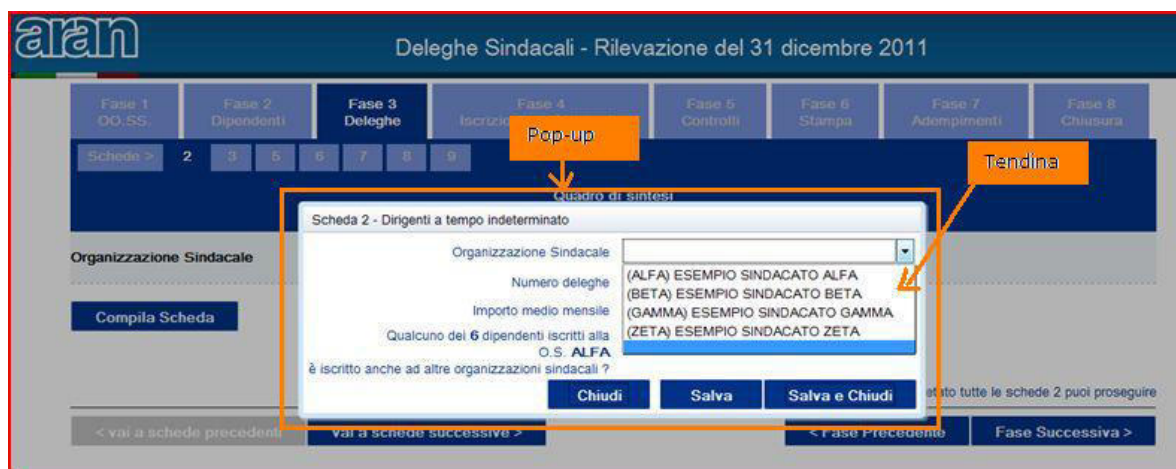 aran
Deleghe Sindacali - Rilevazione del 31 dicembre 2011
Fase 1 Fase 2 Fase 3 Fase 4 Fase 5 Fase 6 Fase 7 Fase 8
OO.SS. Dipendenti Deleghe Controlli Stampa Adempimenti Chiusura
Pop-up
Tendina
Schede > 2 3 5 6 7 8 9
Quadro di sintesi
Scheda 2 - Dirigenti a tempo indeterminato
Organizzazione Sindacale
Organizzazione Sindacale
Numero deleghe
(ALFA) ESEMPIO SINDACATO ALFA
(BETA) ESEMPIO SINDACATO BETA
Importo medio mensile
(GAMMA) ESEMPIO SINDACATO GAMMA
(ZETA) ESEMPIO SINDACATO ZETA
Compila Scheda
Qualcuno dei 6 dipendenti iscritti alla
O.S. ALFA
è iscritto anche ad altre organizzazioni sindacali ?
Chiudi Salva Salva e Chiudi
tutte le schede 2 puoi proseguire
< vai a schede precedenti vai a schede successive > < Fase Precedente Fase Successiva >